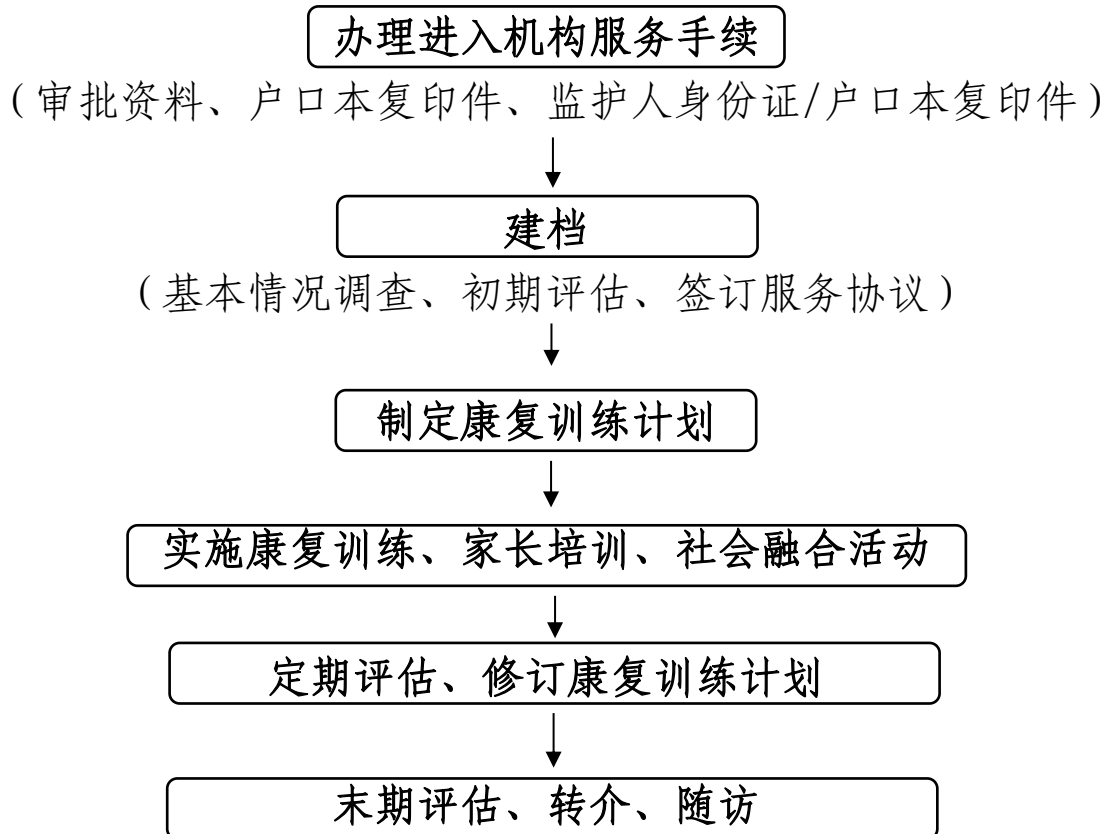 办理进入机构服务手续
（审批资料、户口本复印件、监护人身份证/户口本复印件）
建档
（基本情况调查、初期评估、签订服务协议）
制定康复训练计划
实施康复训练、家长培训、社会融合活动
定期评估、修订康复训练计划
末期评估、转介、随访